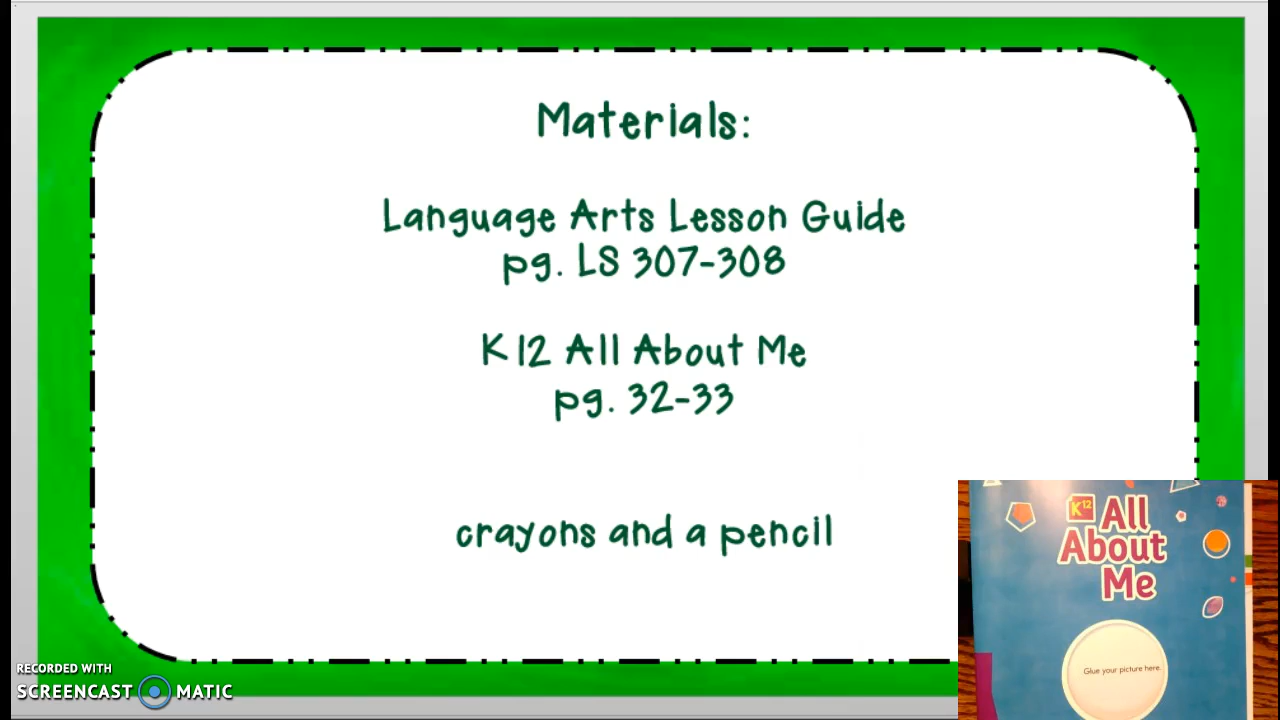 Materials:
Language Arts Lesson Guide
pg. LS 307-308
K12 All About Me
pg. 32-33
crayons and a pencil
K12 All
About
Me
Glue your picture here.
RECORDED WITH
SCREENCAST MATIC